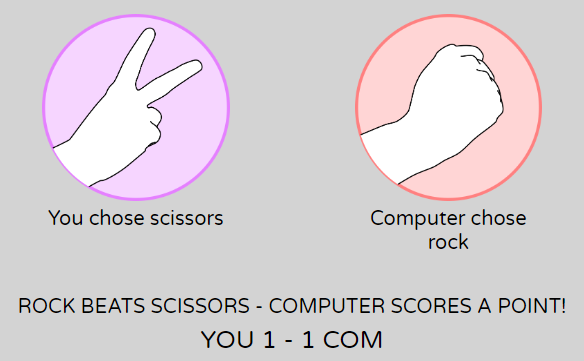 You chose scissors
Computer chose
rock
ROCK BEATS SCISSORS - COMPUTER SCORES A POINT!
YOU 1 - 1 COM